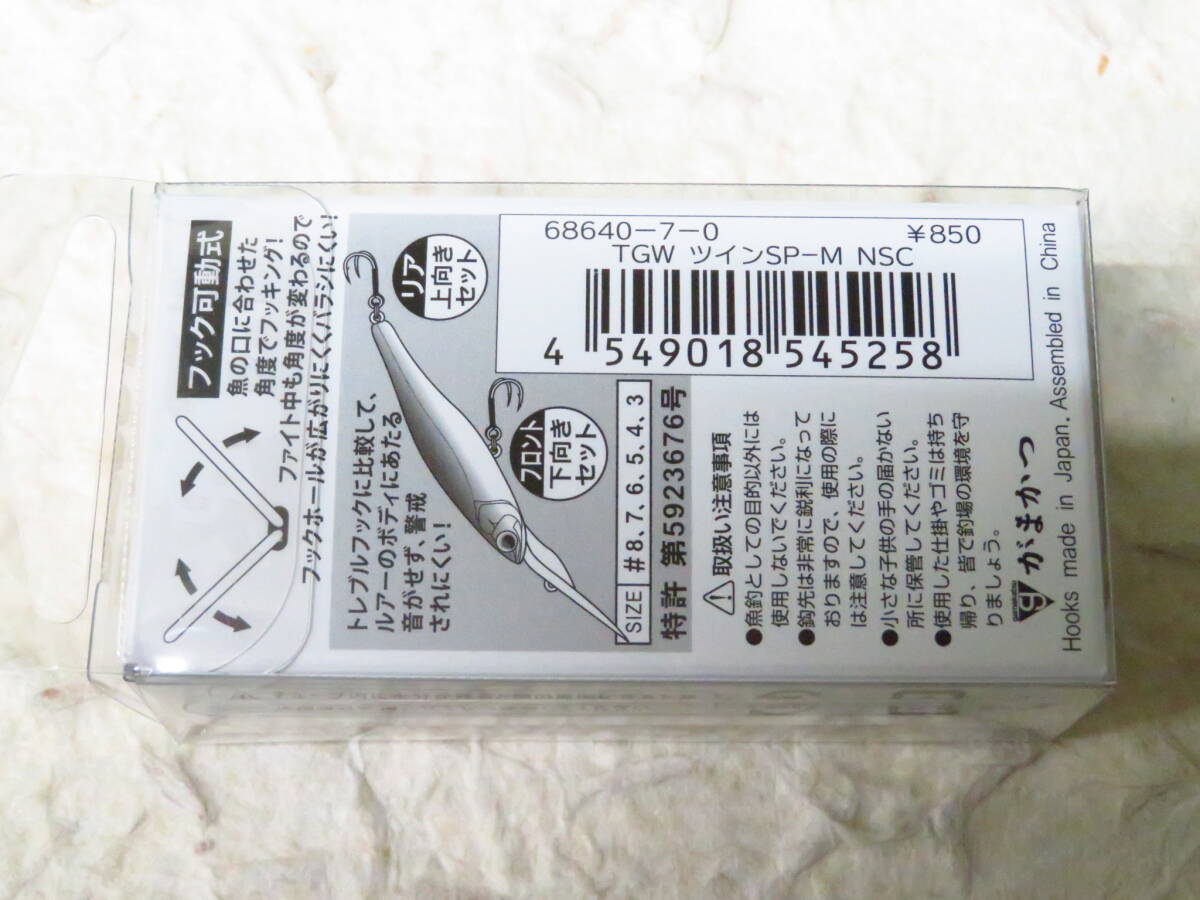 フック可動式
魚の口に合わせた
角度でフッキング!
ファイト中も角度が変わるので
フックホールが広がりにくくバラシにくい!
トレブルフックに比較して、
ルアーのボディにあたる
音がせず、警戒
されにくい!
リア
上向き
セット
フロント
下向き
セット
SIZE #8. 7. 6. 5. 4. 3
特許 第5923676号
68640-7-0 ¥850
TGW ツインSP-M NSC
4 549018 545258
取扱い注意事項
●魚釣としての目的以外には
使用しないでください。
●鈎先は非常に鋭利になって
おりますので、使用の際に
は注意してください。
●小さな子供の手の届かない
所に保管してください。
●使用した仕掛やゴミは持ち
帰り、皆で釣場の環境を守
りましょう。
がまかつ
Hooks made in Japan, Assembled in China